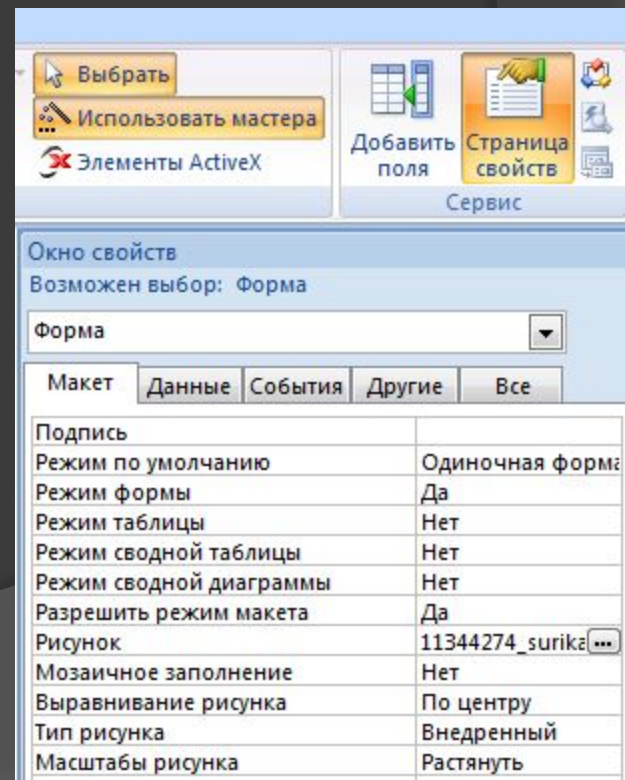 Выбрать
Использовать мастера
Элементы ActiveX
Добавить поля
Страница свойств
Сервис
Окно свойств
Возможен выбор: Форма
Форма
Макет Данные События Другие Все
Подпись
Режим по умолчанию Одиночная форма
Режим формы Да
Режим таблицы Нет
Режим сводной таблицы Нет
Режим сводной диаграммы Нет
Разрешить режим макета Да
Рисунок 11344274_surika ...
Мозаичное заполнение Нет
Выравнивание рисунка По центру
Тип рисунка Внедренный
Масштабы рисунка Растянуть